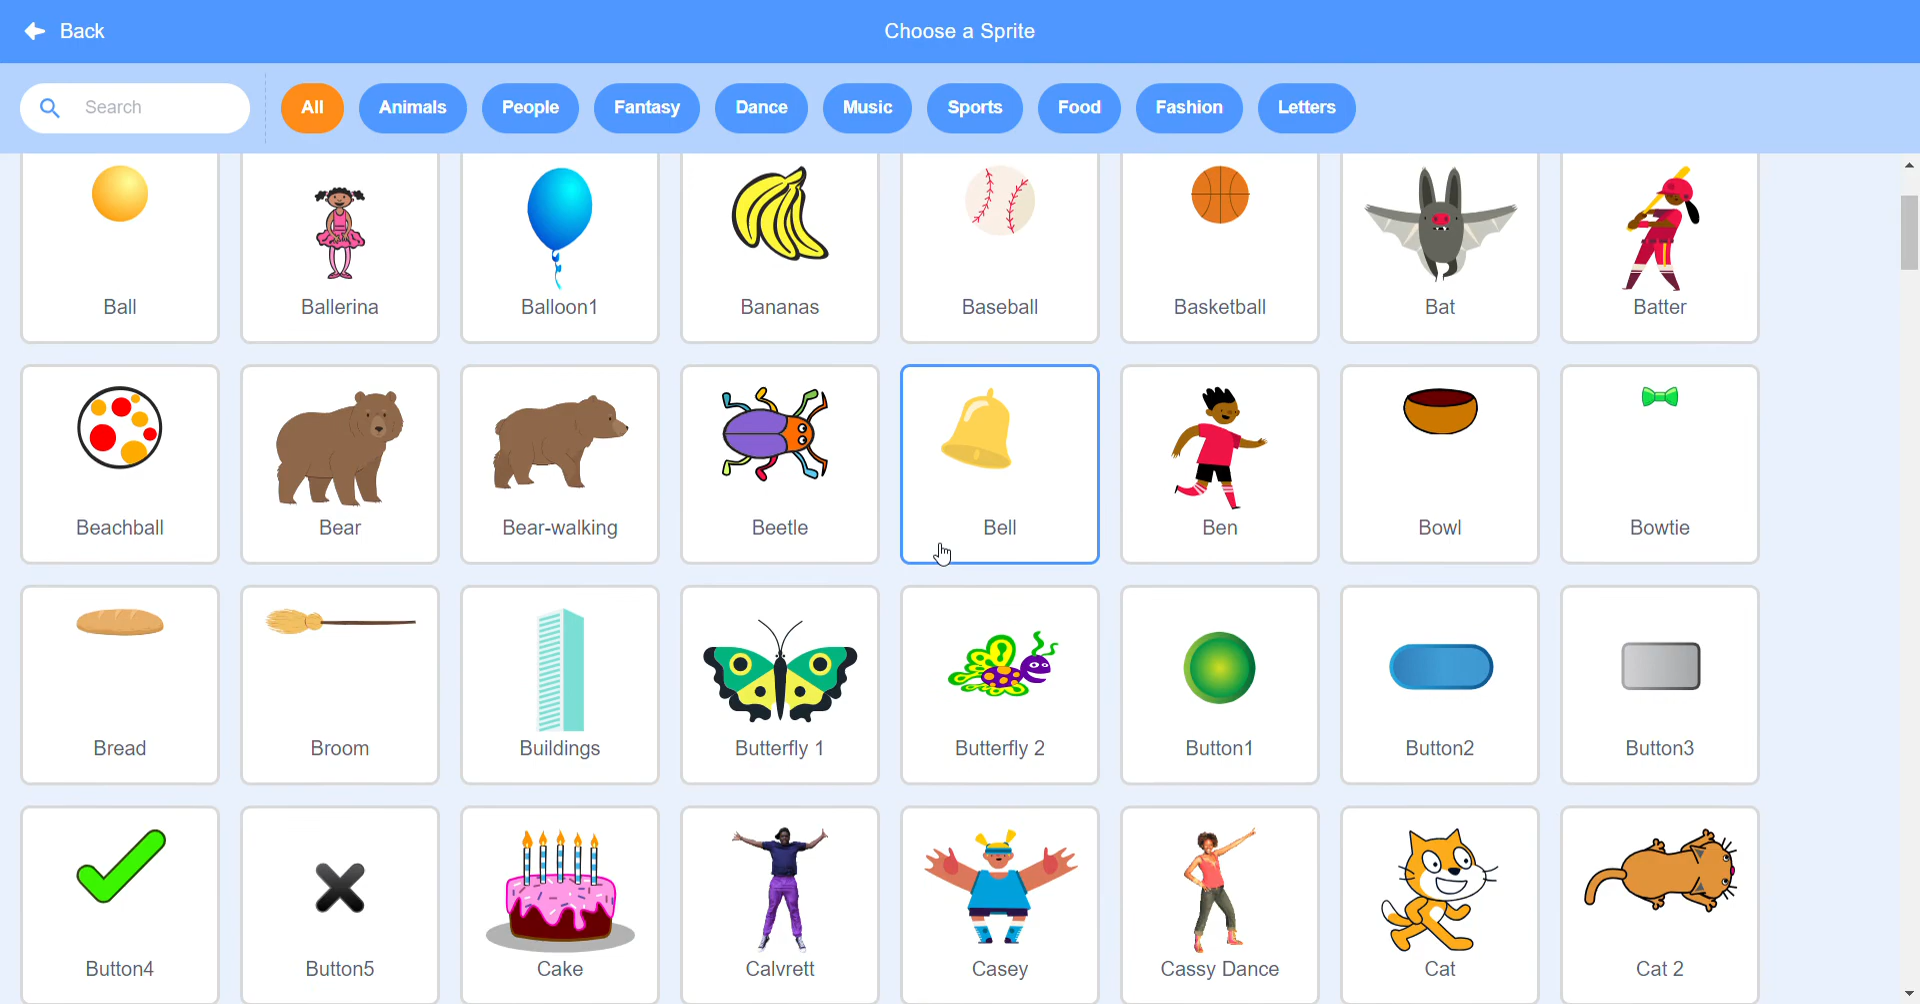 Back
Choose a Sprite
Search
All
Animals
People
Fantasy
Dance
Music
Sports
Food
Fashion
Letters
Ball
Ballerina
Balloon1
Bananas
Baseball
Basketball
Bat
Batter
Beachball
Bear
Bear-walking
Beetle
Bell
Ben
Bowl
Bowtie
Bread
Broom
Buildings
Butterfly 1
Butterfly 2
Button1
Button2
Button3
Button4
Button5
Cake
Calvrett
Casey
Cassy Dance
Cat
Cat 2